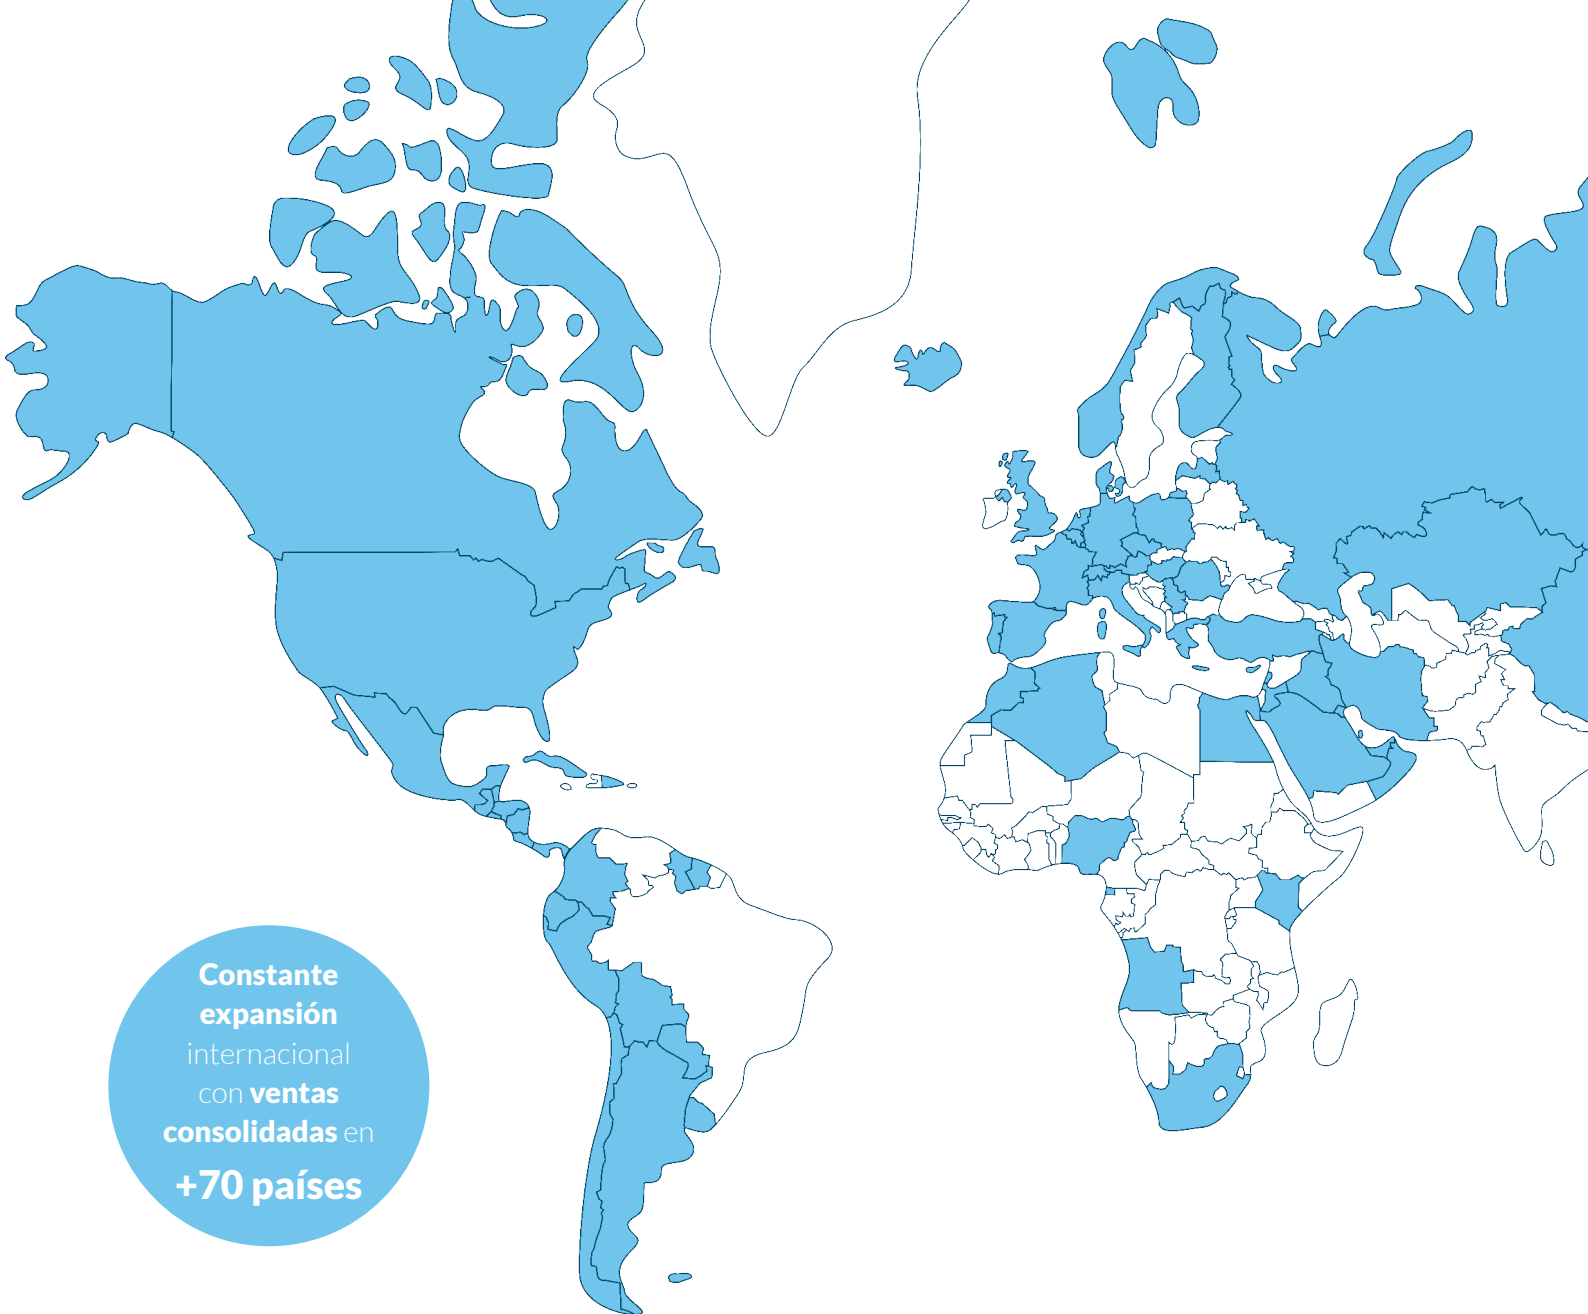 Constante
expansión
internacional
con ventas
consolidadas en
+70 países